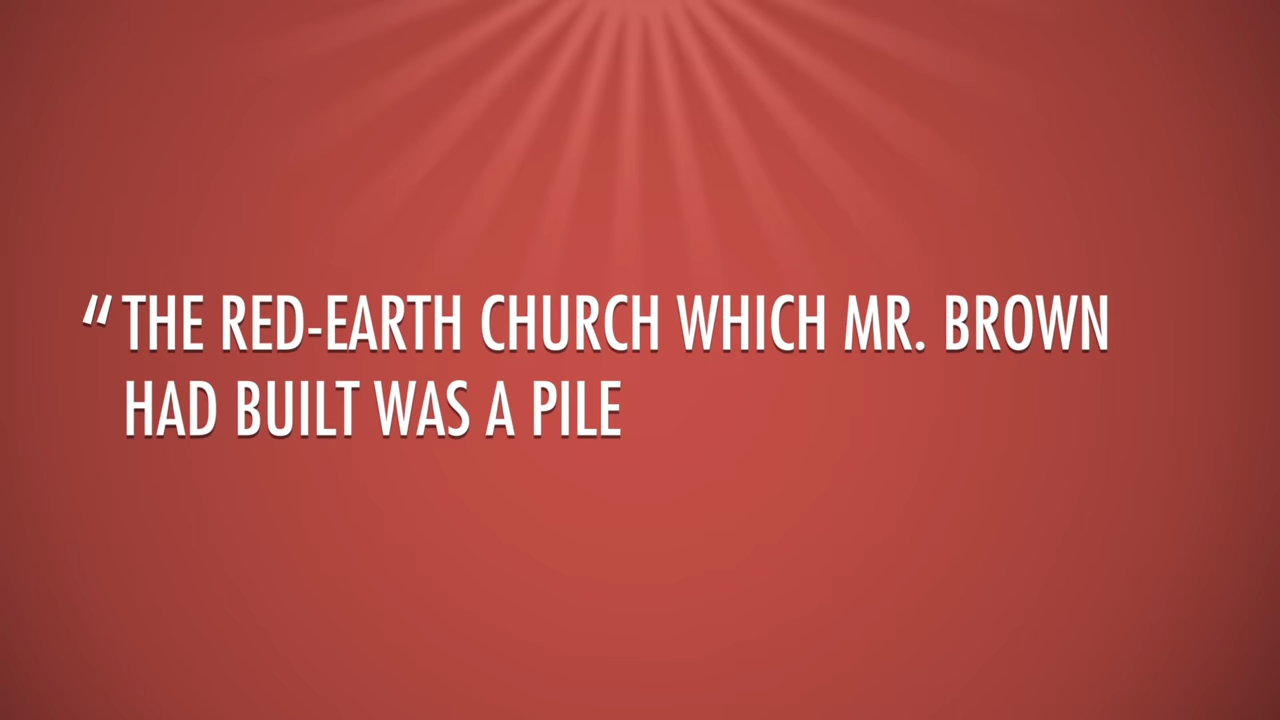 “THE RED-EARTH CHURCH WHICH MR. BROWN
HAD BUILT WAS A PILE